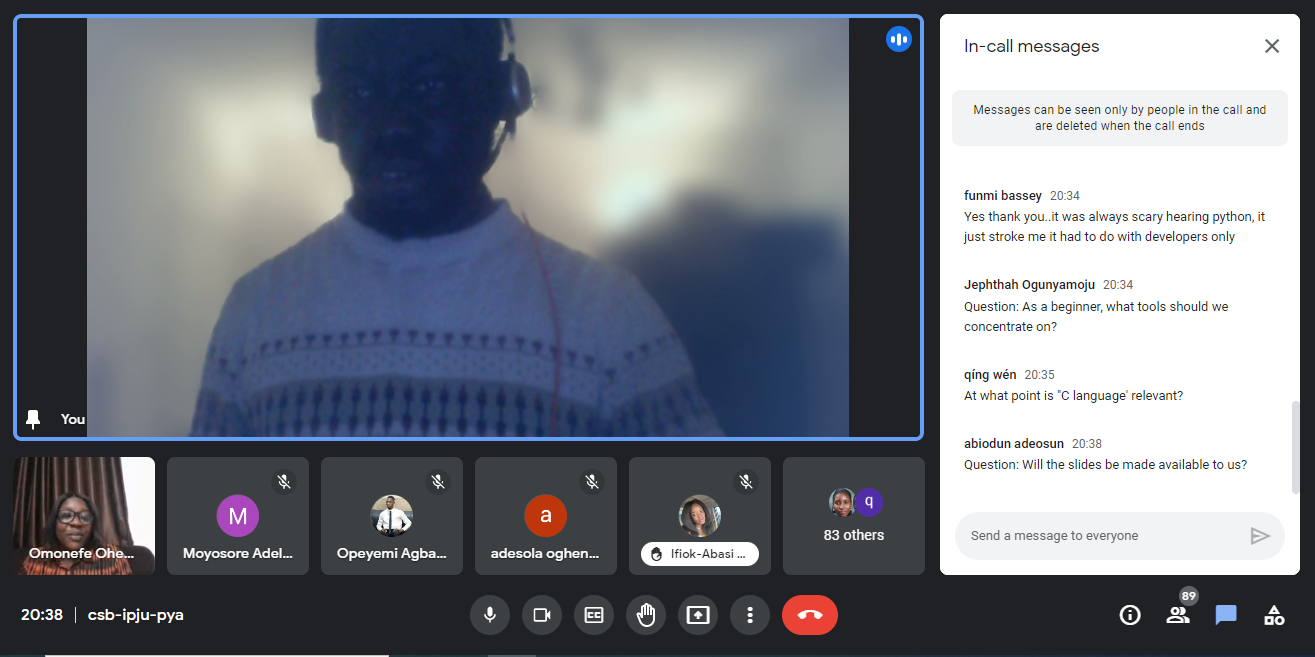 You
Omonefe Ohe...
M
Moyosore Adel...
Opeyemi Agba...
a
adesola oghen...
Ifiok-Abasi ...
q
83 others
20:38 | csb-ipju-pya
CC
89
In-call messages
Messages can be seen only by people in the call and
are deleted when the call ends
funmi bassey 20:34
Yes thank you..it was always scary hearing python, it
just stroke me it had to do with developers only
Jephthah Ogunyamoju 20:34
Question: As a beginner, what tools should we
concentrate on?
qíng wén 20:35
At what point is "C language' relevant?
abiodun adeosun 20:38
Question: Will the slides be made available to us?
Send a message to everyone